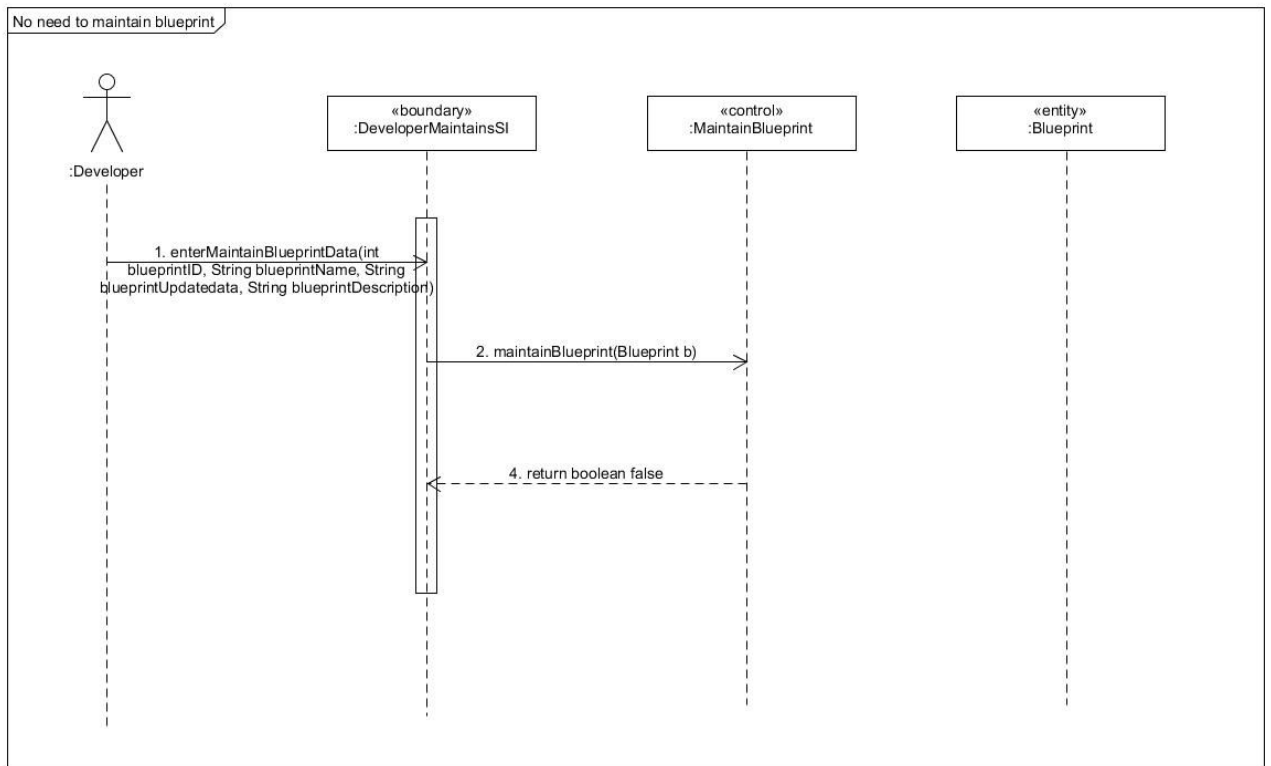 No need to maintain blueprint
«boundary»
:DeveloperMaintainsSI
«control»
:MaintainBlueprint
«entity»
:Blueprint
:Developer
1. enterMaintainBlueprintData(int
blueprintID, String blueprintName, String
blueprintUpdatedata, String blueprintDescription)
2. maintainBlueprint(Blueprint b)
4. return boolean false